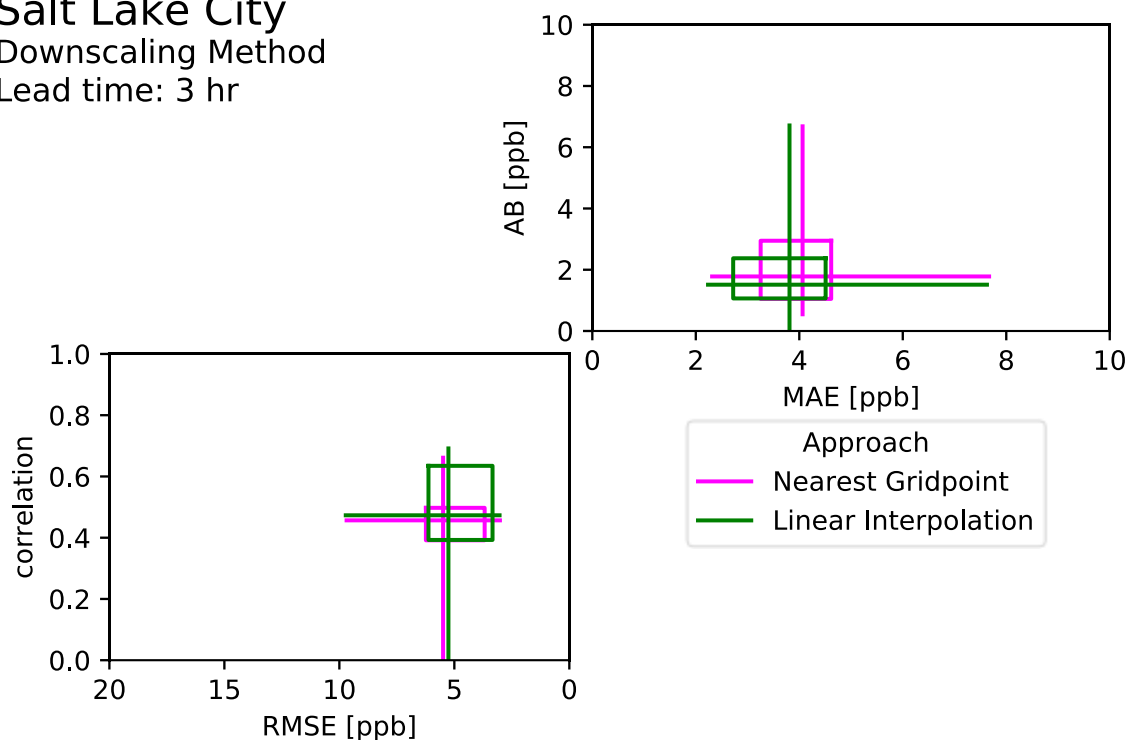 Salt Lake City
Downscaling Method
Lead time: 3 hr
10
8
6
4
2
0
AB [ppb]
0 2 4 6 8 10
MAE [ppb]
1.0
0.8
0.6
0.4
0.2
0.0
correlation
20 15 10 5 0
RMSE [ppb]
Approach
Nearest Gridpoint
Linear Interpolation